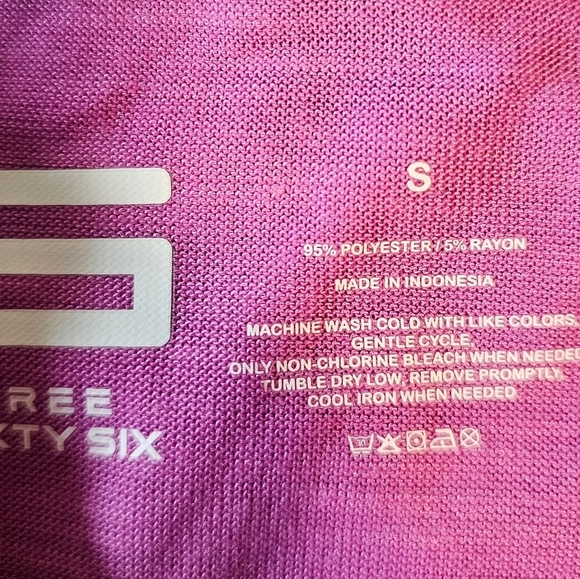 S
95% POLYESTER / 5% RAYON
MADE IN INDONESIA
MACHINE WASH COLD WITH LIKE COLORS
GENTLE CYCLE,
ONLY NON-CHLORINE BLEACH WHEN NEEDED
TUMBLE DRY LOW, REMOVE PROMPTLY.
COOL IRON WHEN NEEDED
30
REE
XTY SIX